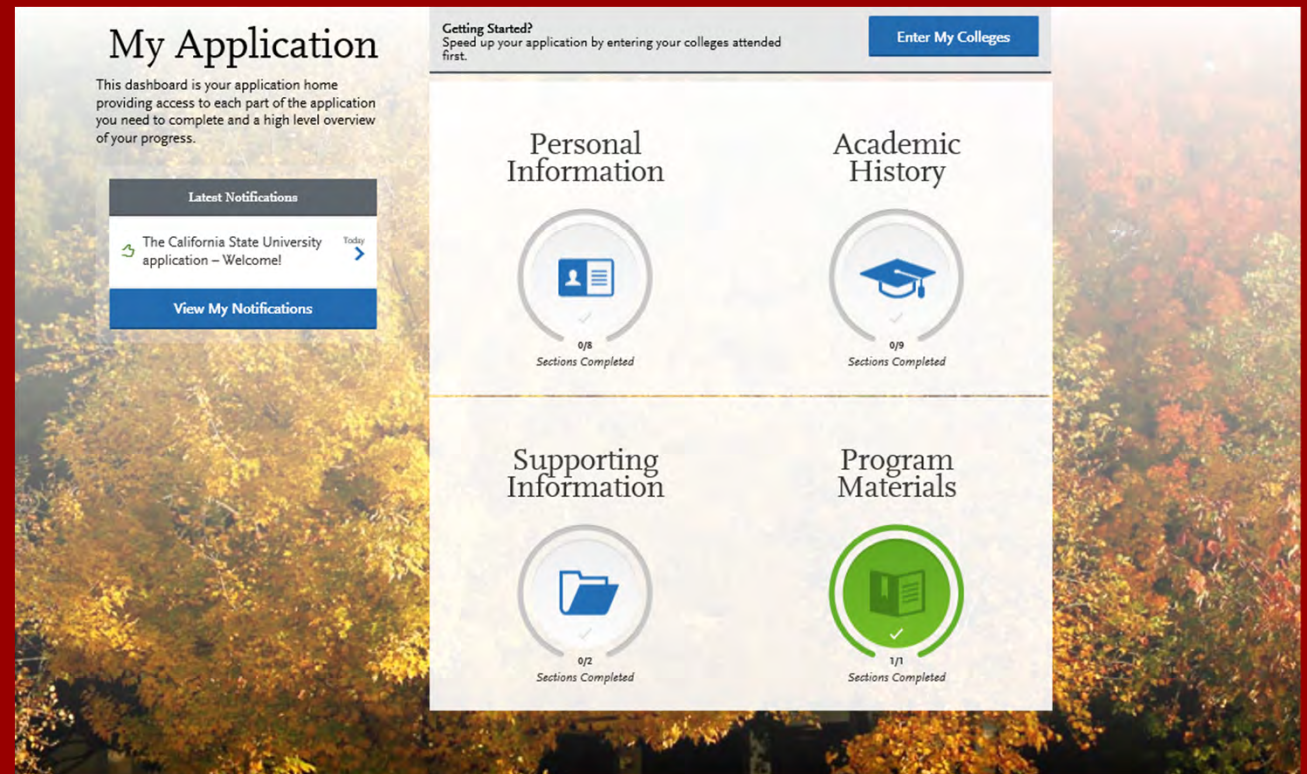 My Application
This dashboard is your application home
providing access to each part of the application
you need to complete and a high level overview
of your progress.
Latest Notifications
The California State University
application – Welcome!
Today
View My Notifications
Getting Started?
Speed up your application by entering your colleges attended
first.
Enter My Colleges
Personal
Information
0/8
Sections Completed
Academic
History
0/9
Sections Completed
Supporting
Information
0/2
Sections Completed
Program
Materials
1/1
Sections Completed